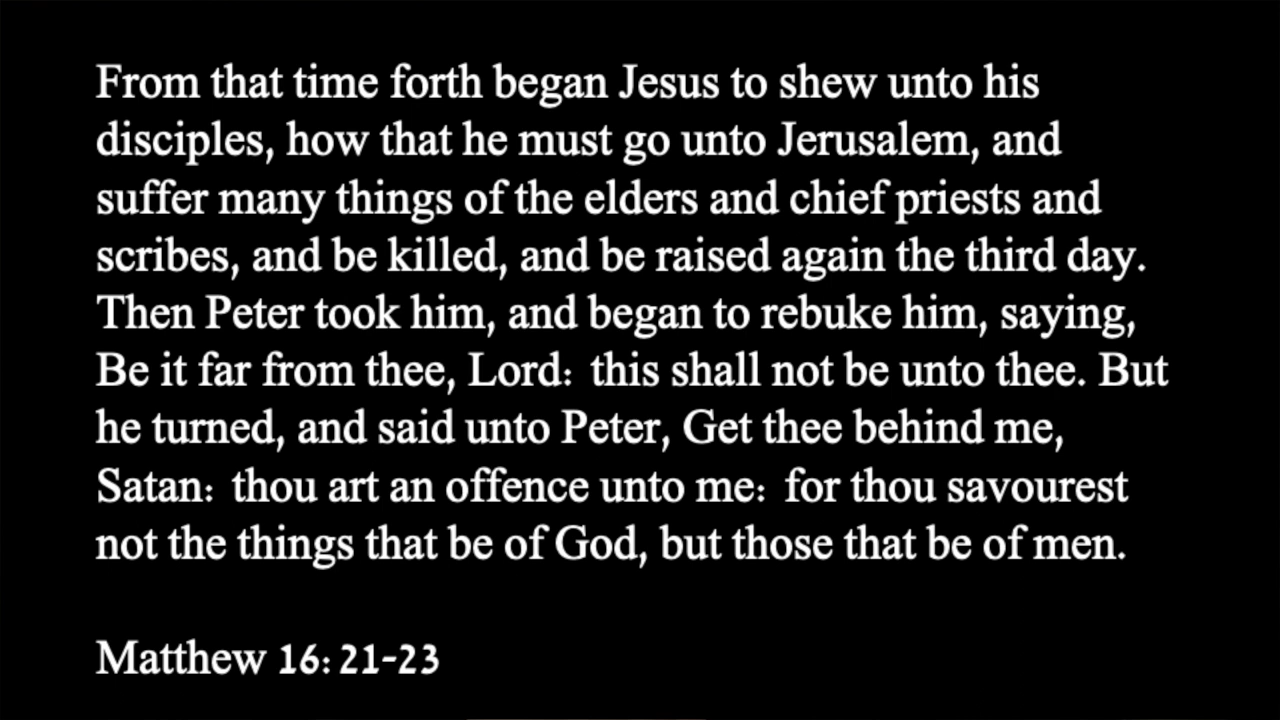 From that time forth began Jesus to shew unto his
disciples, how that he must go unto Jerusalem, and
suffer many things of the elders and chief priests and
scribes, and be killed, and be raised again the third day.
Then Peter took him, and began to rebuke him, saying,
Be it far from thee, Lord: this shall not be unto thee. But
he turned, and said unto Peter, Get thee behind me,
Satan: thou art an offence unto me: for thou savourest
not the things that be of God, but those that be of men.
Matthew 16:21-23